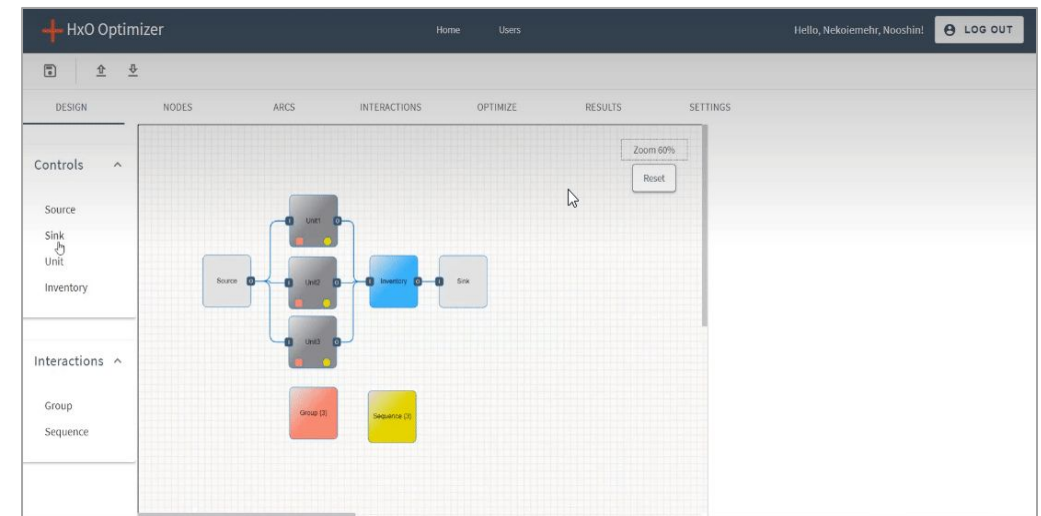 HxO Optimizer
Home Users
Hello, Nekoiemehr, Nooshin! LOG OUT
DESIGN NODES ARCS INTERACTIONS OPTIMIZE RESULTS SETTINGS
Zoom 60%
Reset
Controls
Source
Sink
Unit
Inventory
Interactions
Group
Sequence
Unit1
Source Unit2 Inventory Sink
Unit3
Group (3) Sequence (3)